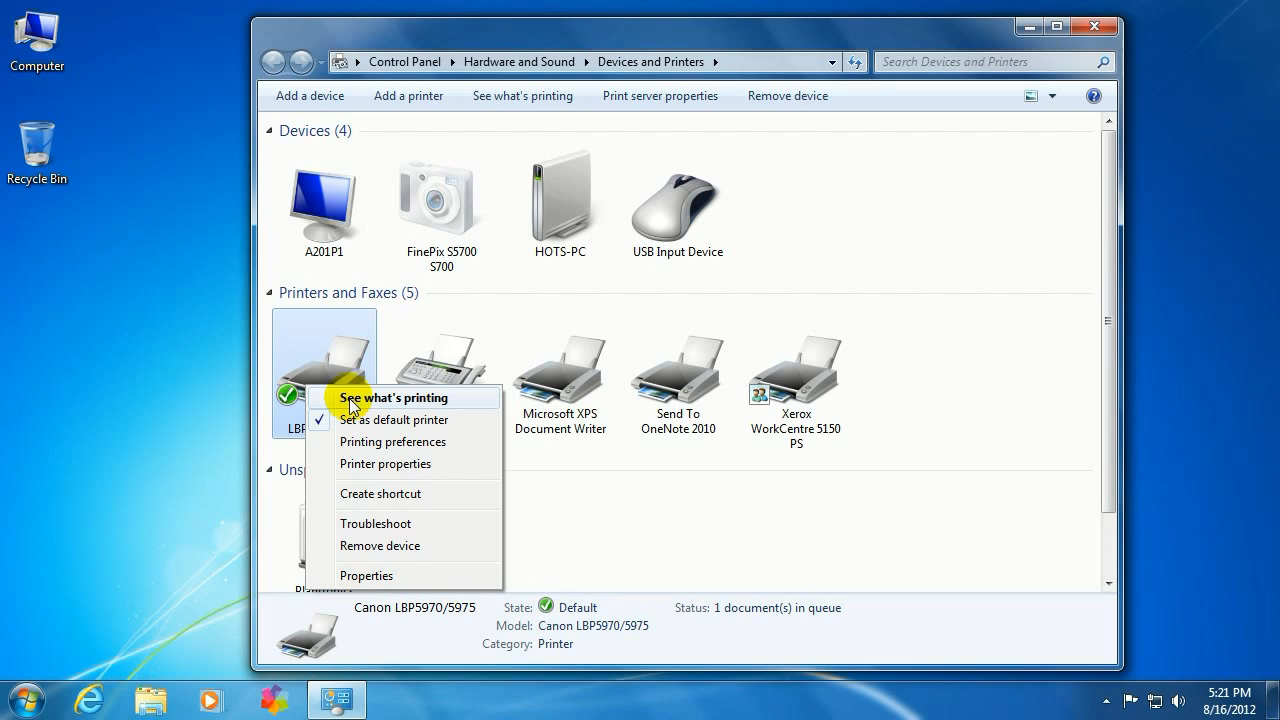 Computer
Recycle Bin
Control Panel
Hardware and Sound
Devices and Printers
Search Devices and Printers
Add a device
Add a printer
See what's printing
Print server properties
Remove device
Devices (4)
A201P1
FinePix S5700
S700
HOTS-PC
USB Input Device
Printers and Faxes (5)
Microsoft XPS
Document Writer
Send To
OneNote 2010
Xerox
WorkCentre 5150
PS
See what's printing
Set as default printer
Printing preferences
Printer properties
Create shortcut
Troubleshoot
Remove device
Properties
Canon LBP5970/5975
State: Default
Status: 1 document(s) in queue
Model: Canon LBP5970/5975
Category: Printer
5:21 PM
8/16/2012